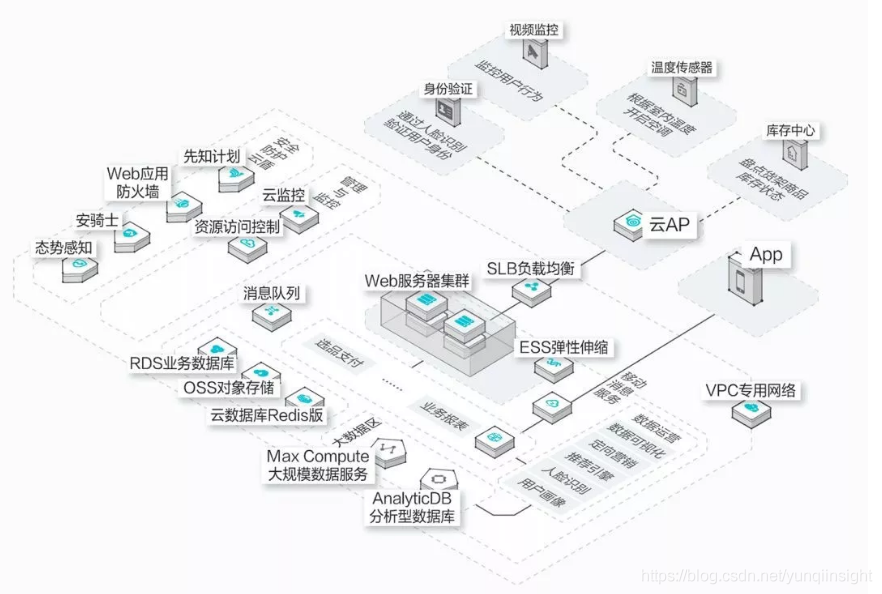 视频监控
监控用户行为
温度传感器
根据室内温度
开启空调
身份验证
通过人脸识别
验证用户身份
库存中心
盘点货架商品
库存状态
安全
防护
引擎
先知计划
Web应用
防火墙
安骑士
态势感知
管理
与
监控
云监控
资源访问控制
云AP
App
Web服务器集群
SLB负载均衡
消息队列
ESS弹性伸缩
选品支付
RDS业务数据库
OSS对象存储
云数据库Redis版
......
业务报表
移动
消息
服务
VPC专用网络
大数据区
Max Compute
大规模数据服务
AnalyticDB
分析型数据库
数据运营
数据可视化
定向营销
推荐引擎
人脸识别
用户画像
https://blog.csdn.net/yunqiinsight